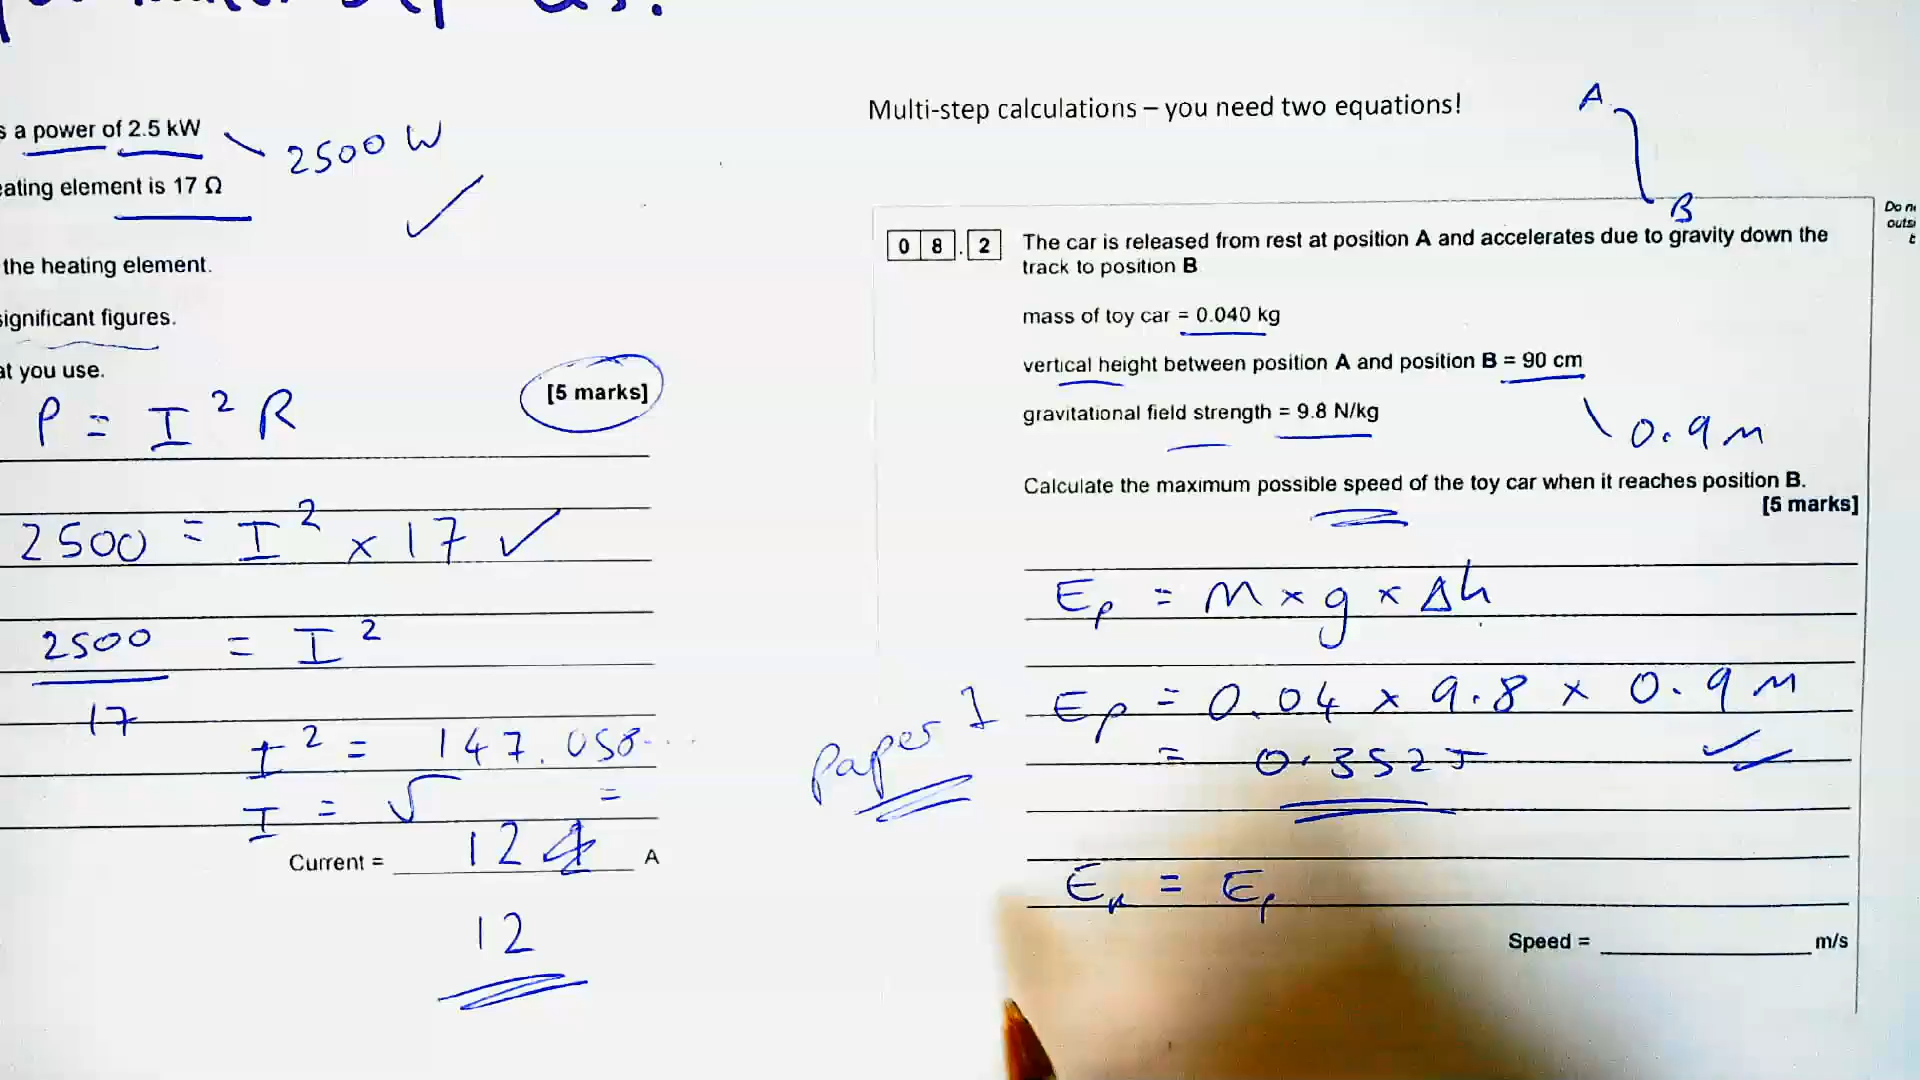 s a power of 2.5 kW
2500 W
eating element is 17 Ω
the heating element.
significant figures.
at you use.
[5 marks]
P = I² R
2500 = I² × 17 ✓
2500 = I²
17
I² = 147.058...
I = √ =
Current = 12 A
12
Multi-step calculations – you need two equations!
A
B
Do n
outsi
b
0 8 . 2 The car is released from rest at position A and accelerates due to gravity down the
track to position B
mass of toy car = 0.040 kg
vertical height between position A and position B = 90 cm
gravitational field strength = 9.8 N/kg
0.9 m
Calculate the maximum possible speed of the toy car when it reaches position B.
[5 marks]
Ep = m × g × Δh
Ep = 0.04 × 9.8 × 0.9 m
= 0.352 J
Paper 1
Ek = Ep
Speed = m/s